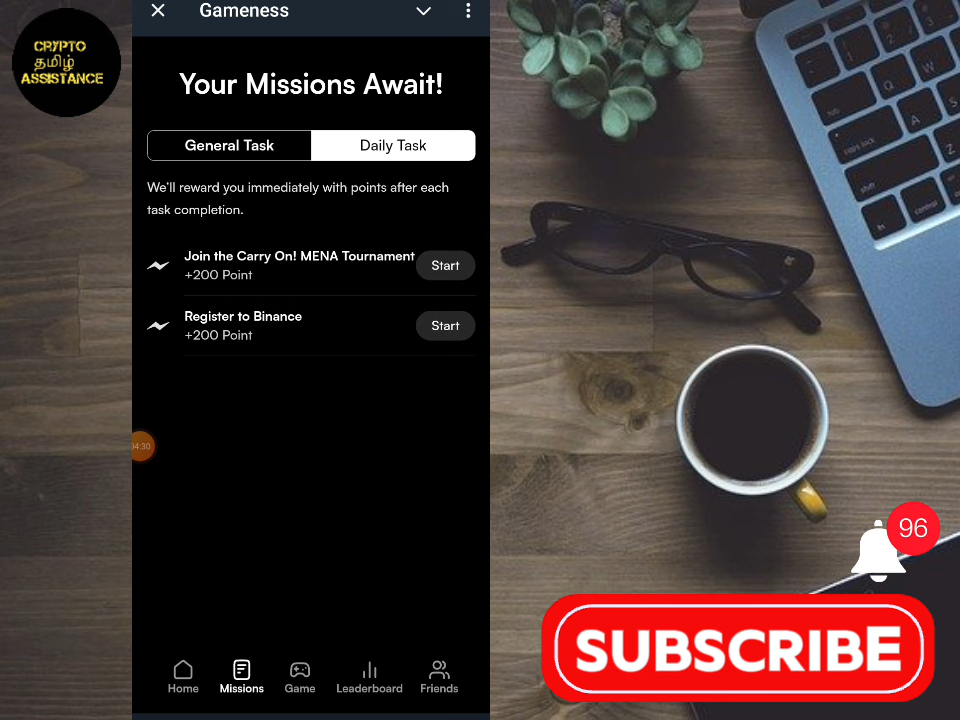 CRYPTO
தமிழ்
ASSISTANCE
Gameness
Your Missions Await!
General Task
Daily Task
We'll reward you immediately with points after each
task completion.
Join the Carry On! MENA Tournament
+200 Point
Start
Register to Binance
+200 Point
Start
04:30
Home
Missions
Game
Leaderboard
Friends
96
SUBSCRIBE